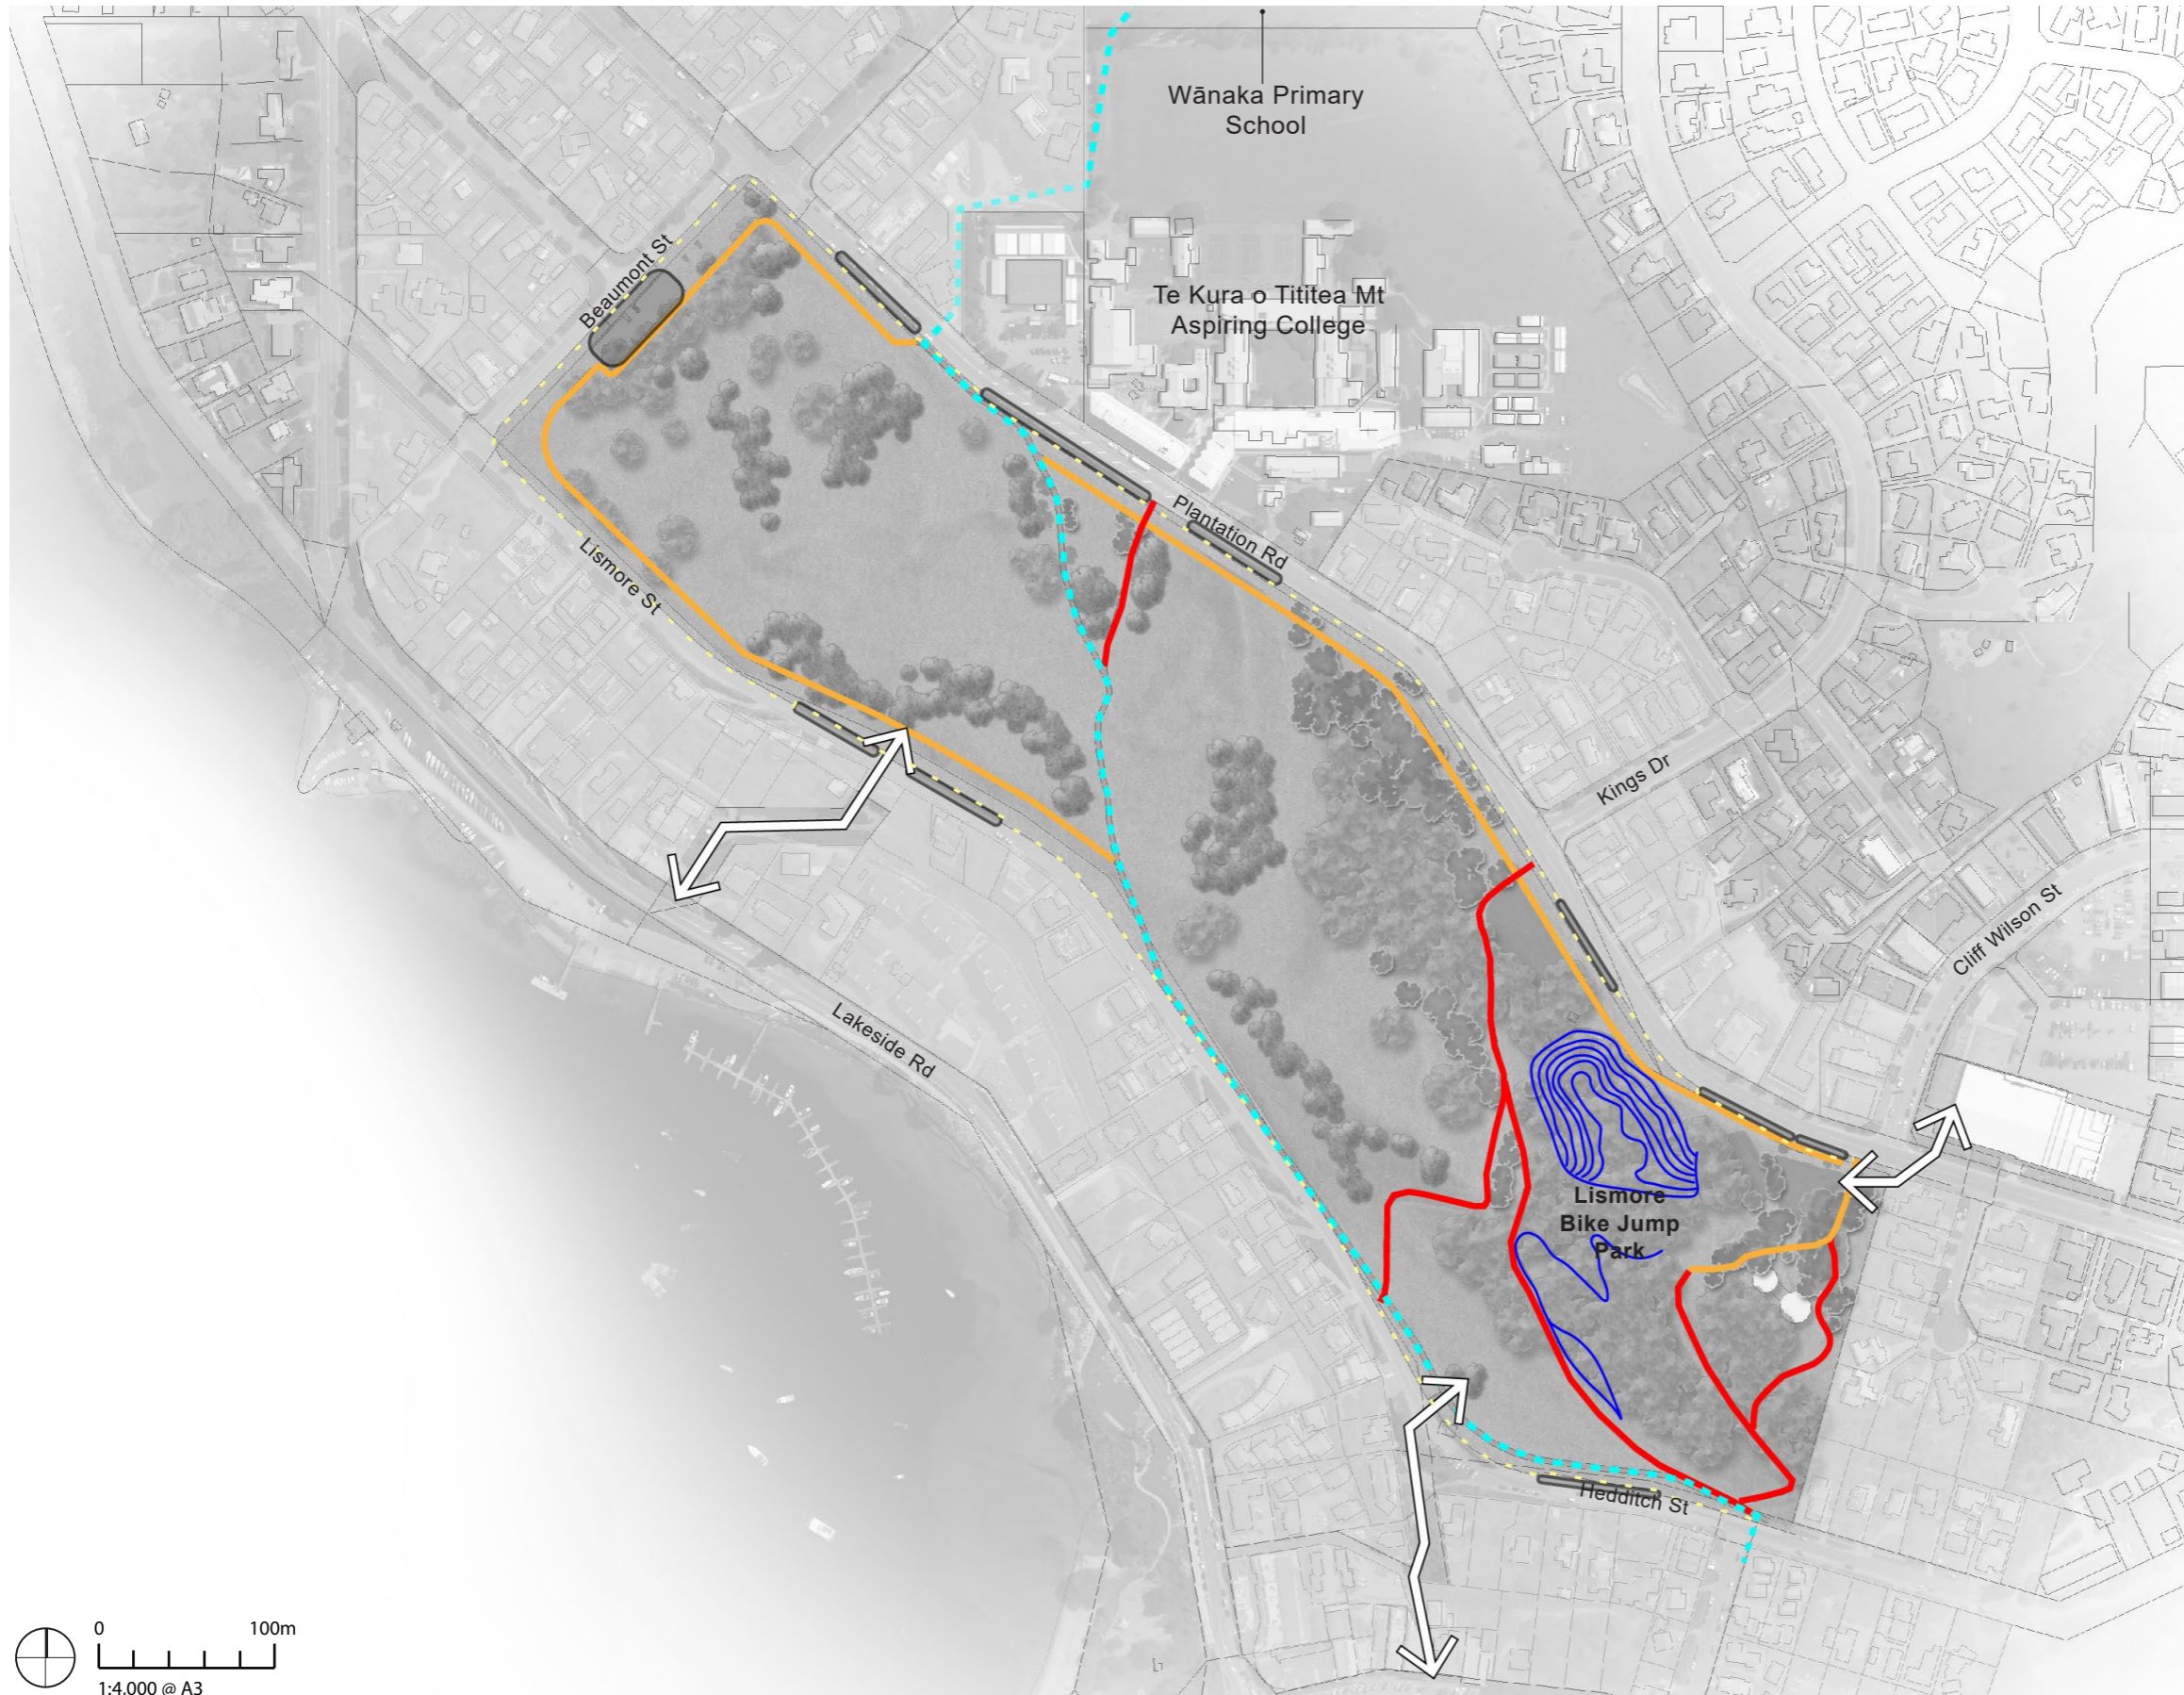 Wānaka Primary
School
Beaumont St
Te Kura o Tititea Mt
Aspiring College
Plantation Rd
Lismore St
Kings Dr
Cliff Wilson St
Lakeside Rd
Lismore
Bike Jump
Park
Hedditch St
0 100m
1:4,000 @ A3